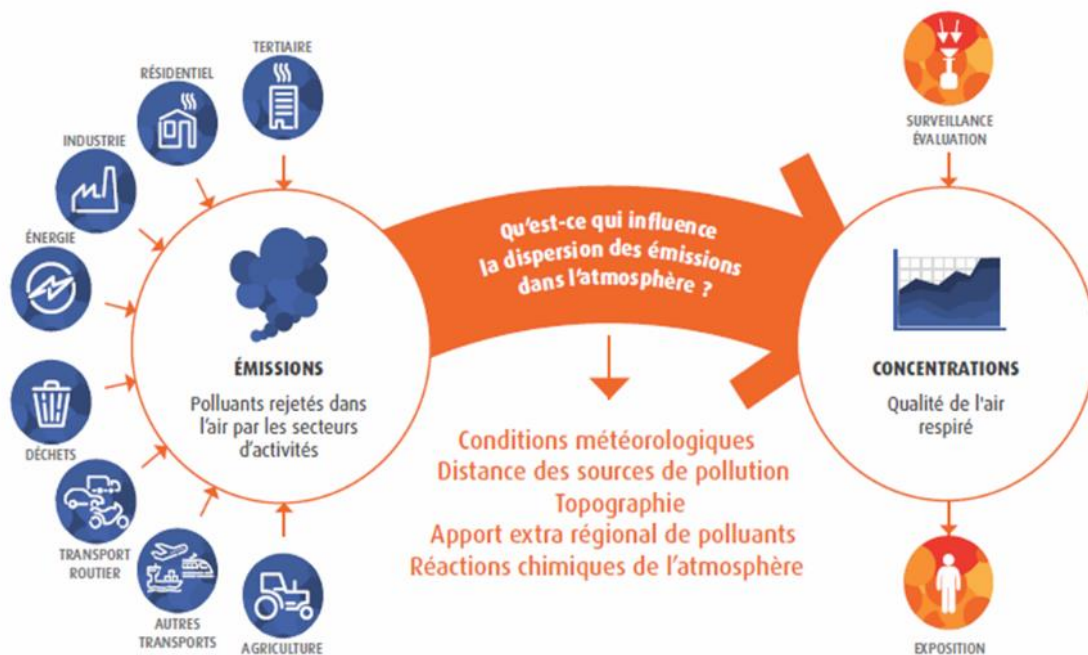 TERTIAIRE
RÉSIDENTIEL
INDUSTRIE
ÉNERGIE
DÉCHETS
TRANSPORT
ROUTIER
AUTRES
TRANSPORTS
AGRICULTURE
ÉMISSIONS
Polluants rejetés dans
l'air par les secteurs
d'activités
Qu'est-ce qui influence
la dispersion des émissions
dans l'atmosphère ?
Conditions météorologiques
Distance des sources de pollution
Topographie
Apport extra régional de polluants
Réactions chimiques de l'atmosphère
SURVEILLANCE
ÉVALUATION
CONCENTRATIONS
Qualité de l'air
respiré
EXPOSITION